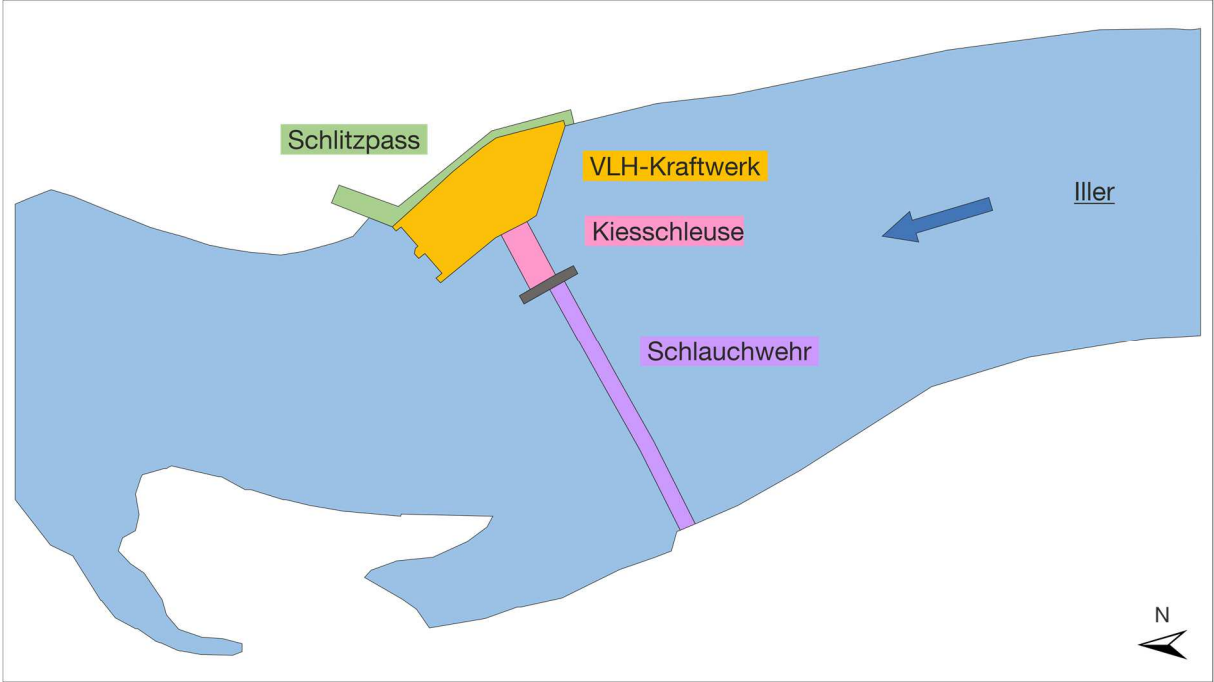 Schlitzpass
VLH-Kraftwerk
Iller
Kiesschleuse
Schlauchwehr
N